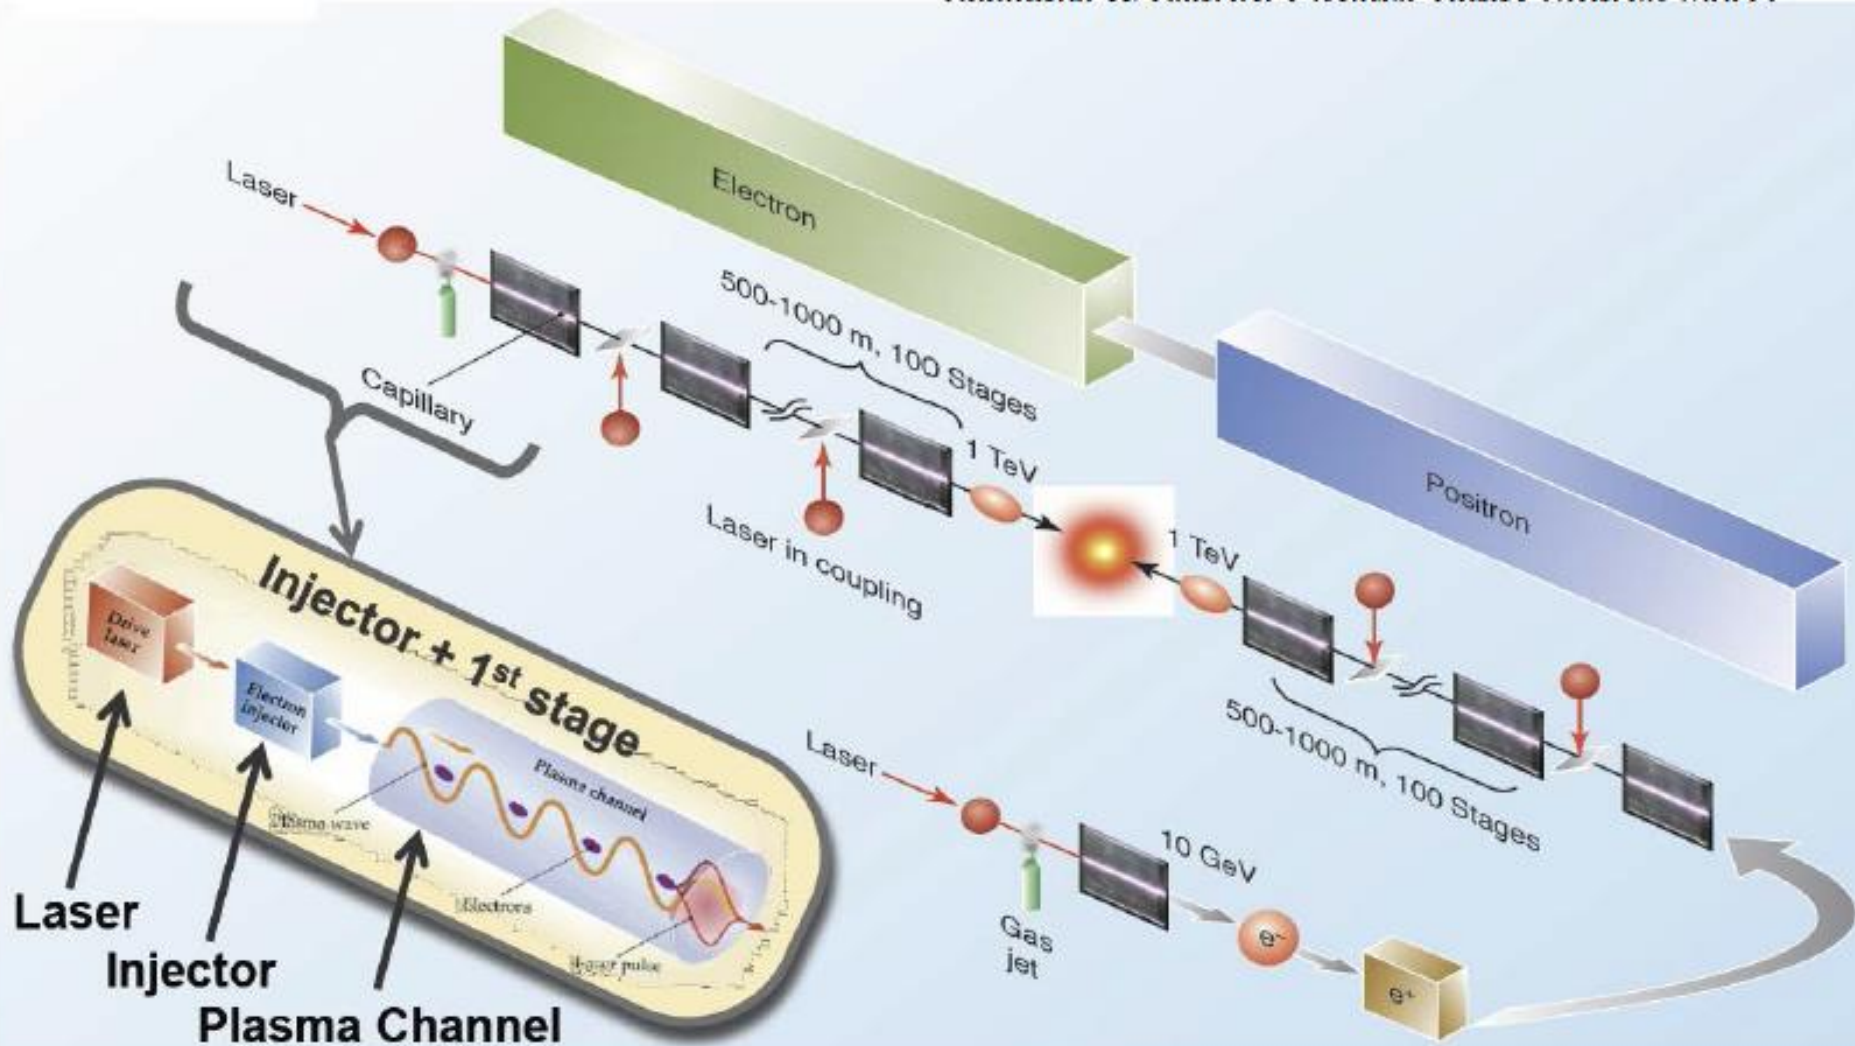 Electron
Laser
500-1000 m, 100 Stages
Capillary
1 TeV
Positron
Laser in coupling
1 TeV
Injector + 1st stage
Drive
laser
Electron
injector
Plasma channel
Plasma wave
Electrons
Laser pulse
500-1000 m, 100 Stages
Laser
10 GeV
Gas
jet
e-
e+
Laser
Injector
Plasma Channel